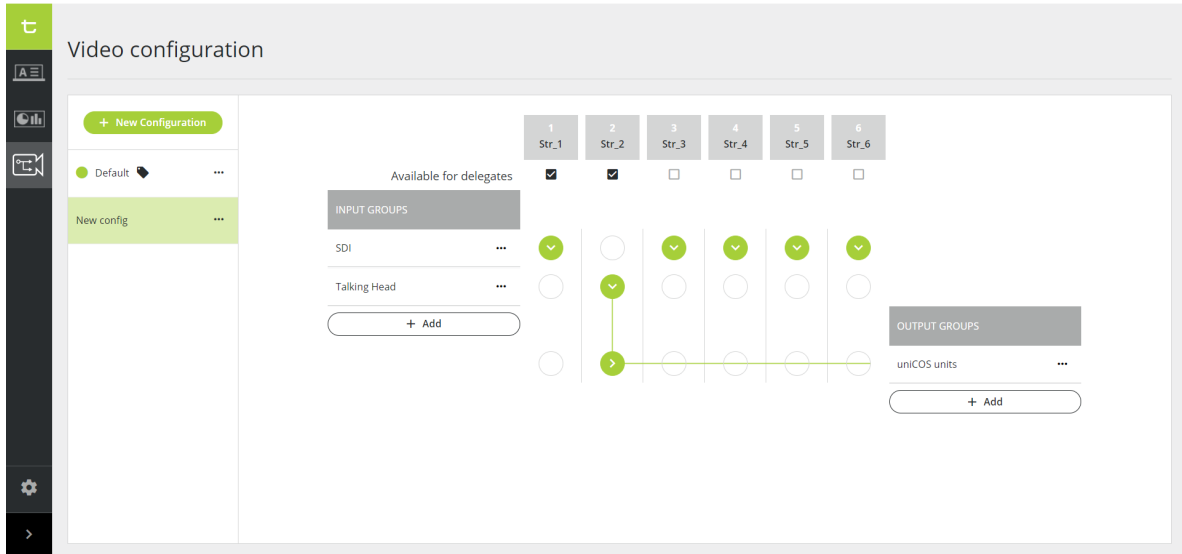 t
Video configuration
A
+ New Configuration
1 2 3 4 5 6
Str_1 Str_2 Str_3 Str_4 Str_5 Str_6
Default
Available for delegates
New config
INPUT GROUPS
SDI
Talking Head
+ Add
OUTPUT GROUPS
uniCOS units
+ Add